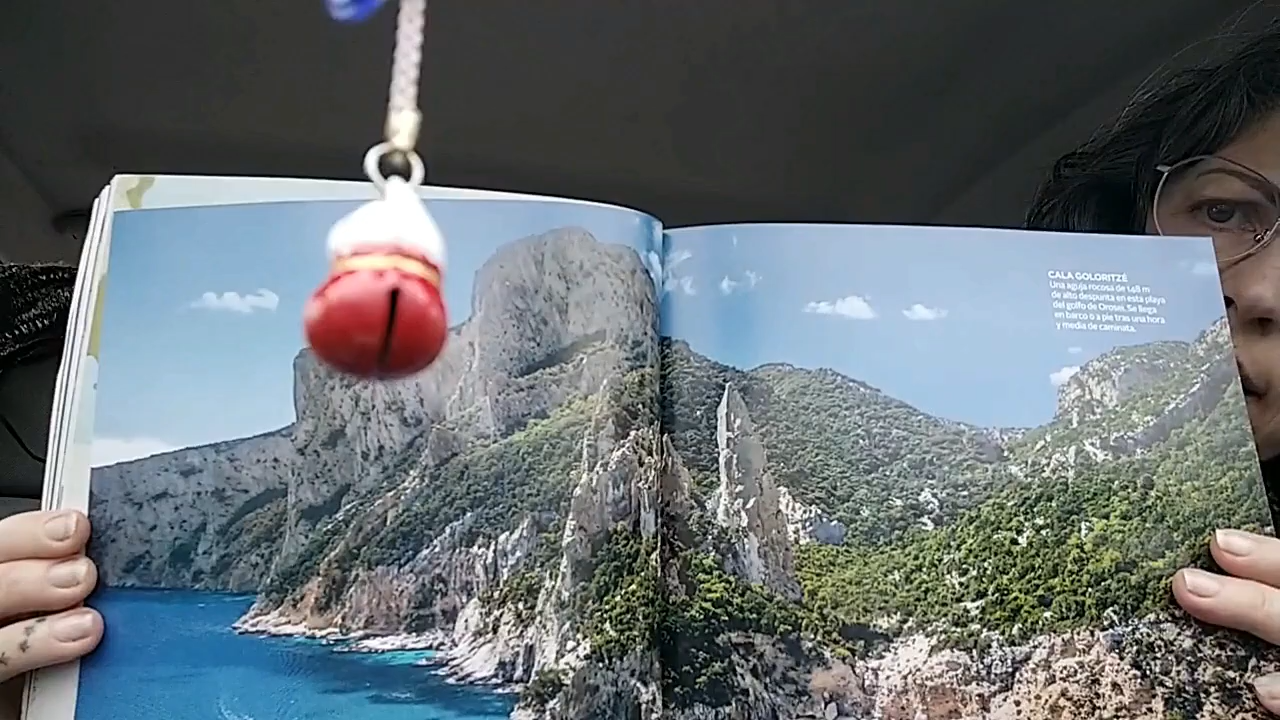 CALA GOLORITZÉ
Una aguja rocosa de 148 m
de alto despunta en esta playa
del golfo de Orosei. Se llega
en barco o a pie tras una hora
y media de caminata.